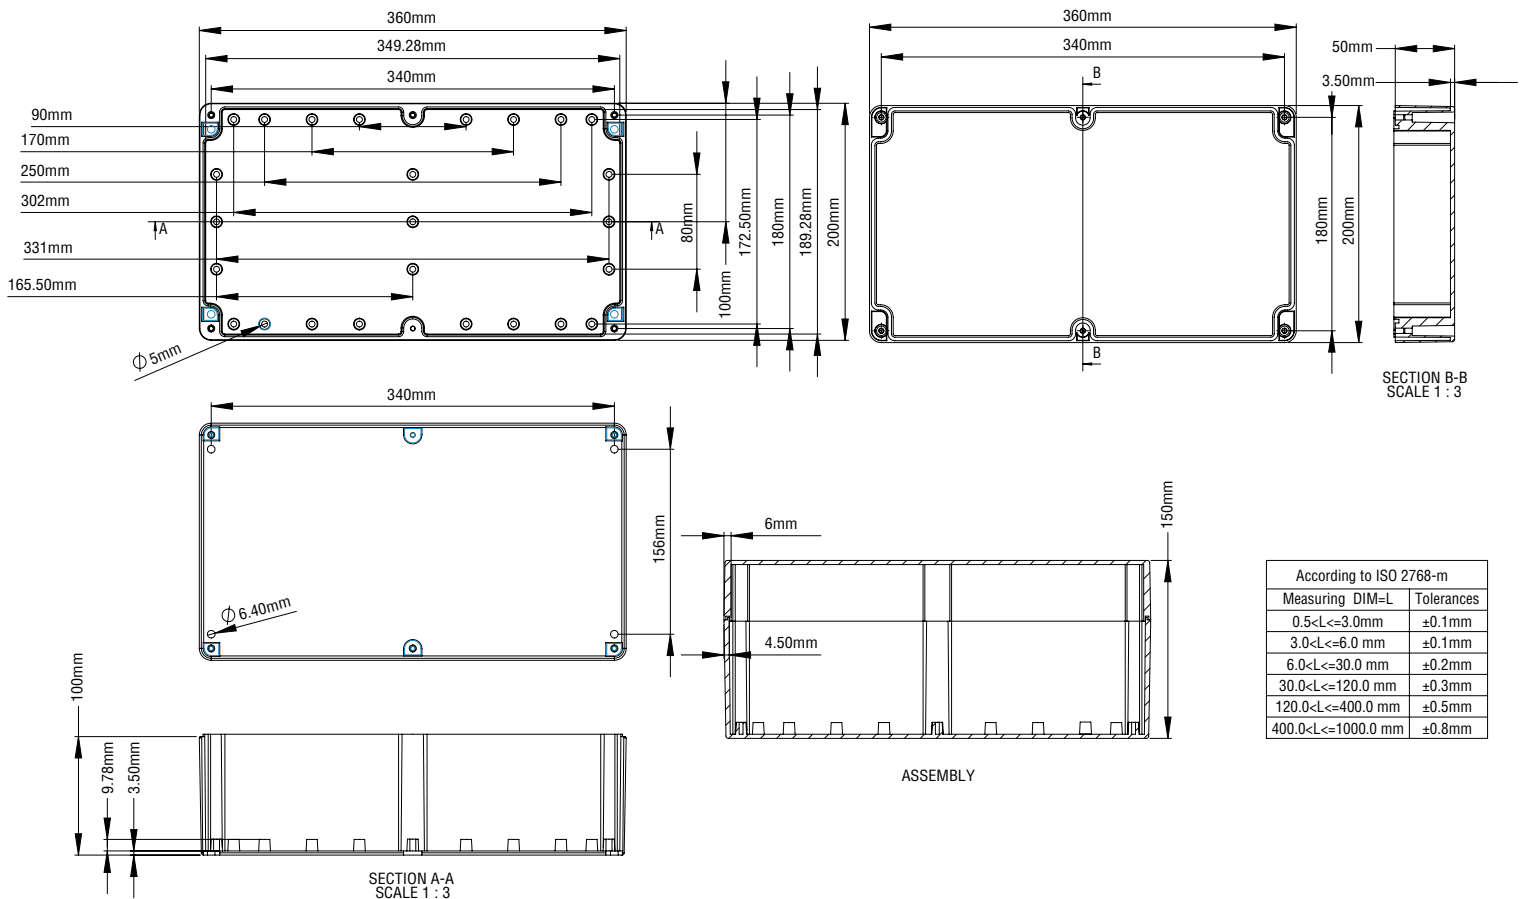 360mm
349.28mm
340mm
90mm
170mm
250mm
302mm
A
A
331mm
165.50mm
Ø 5mm
80mm
100mm
172.50mm
180mm
189.28mm
200mm
360mm
340mm
B
B
180mm
200mm
50mm
3.50mm
SECTION B-B
SCALE 1 : 3
340mm
156mm
Ø 6.40mm
100mm
9.78mm
3.50mm
SECTION A-A
SCALE 1 : 3
6mm
4.50mm
150mm
ASSEMBLY
According to ISO 2768-m
Measuring DIM=L Tolerances
0.5<L<=3.0mm ±0.1mm
3.0<L<=6.0 mm ±0.1mm
6.0<L<=30.0 mm ±0.2mm
30.0<L<=120.0 mm ±0.3mm
120.0<L<=400.0 mm ±0.5mm
400.0<L<=1000.0 mm ±0.8mm